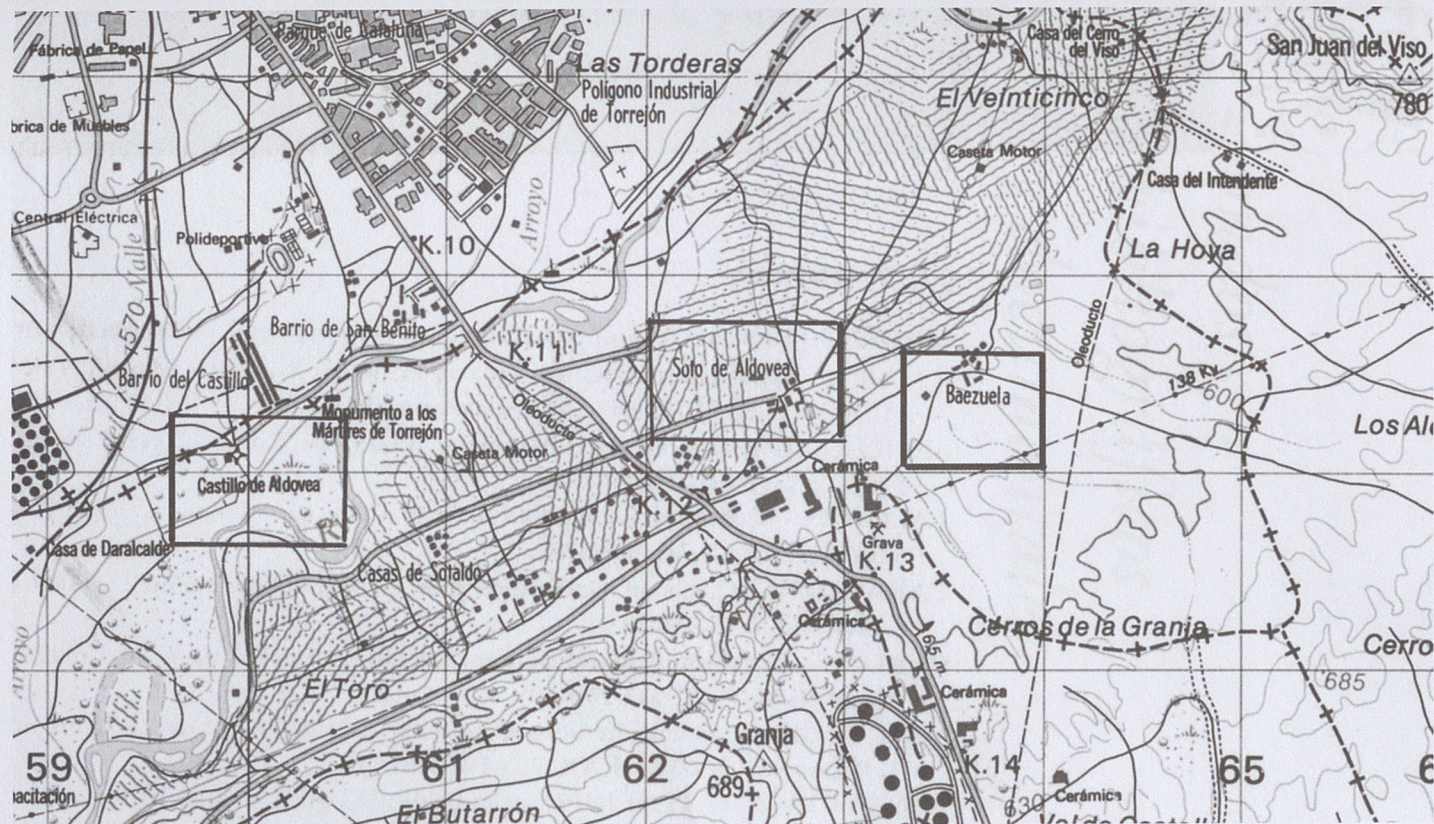 Parque de Cataluña
Fábrica de Papel
Las Torderas
Polígono Industrial
de Torrejón
Casa del Cerro
del Viso
San Juan del Viso
780
El Veinticinco
brica de Muebles
Caseta Motor
Casa del Intendente
Central Eléctrica
Polideportivo
Arroyo
K.10
La Hoya
570
Valle
Barrio de San Benito
K.11
Soto de Aldovea
Oleoducto
138 Kv
600
Barrio del Castillo
Baezuela
Monumento a los
Mártires de Torrejón
Oleoducto
Los Al
Caseta Motor
Cerámica
Castillo de Aldovea
K.12
Casa de Daralcalde
Grava
K.13
Casas de Sotaldo
Cerámica
Cerros de la Granja
Cerro
165 m
El Toro
685
Cerámica
Granja
59
61
62
689
K.14
65
6
pacitación
630
Cerámica
El Butarrón